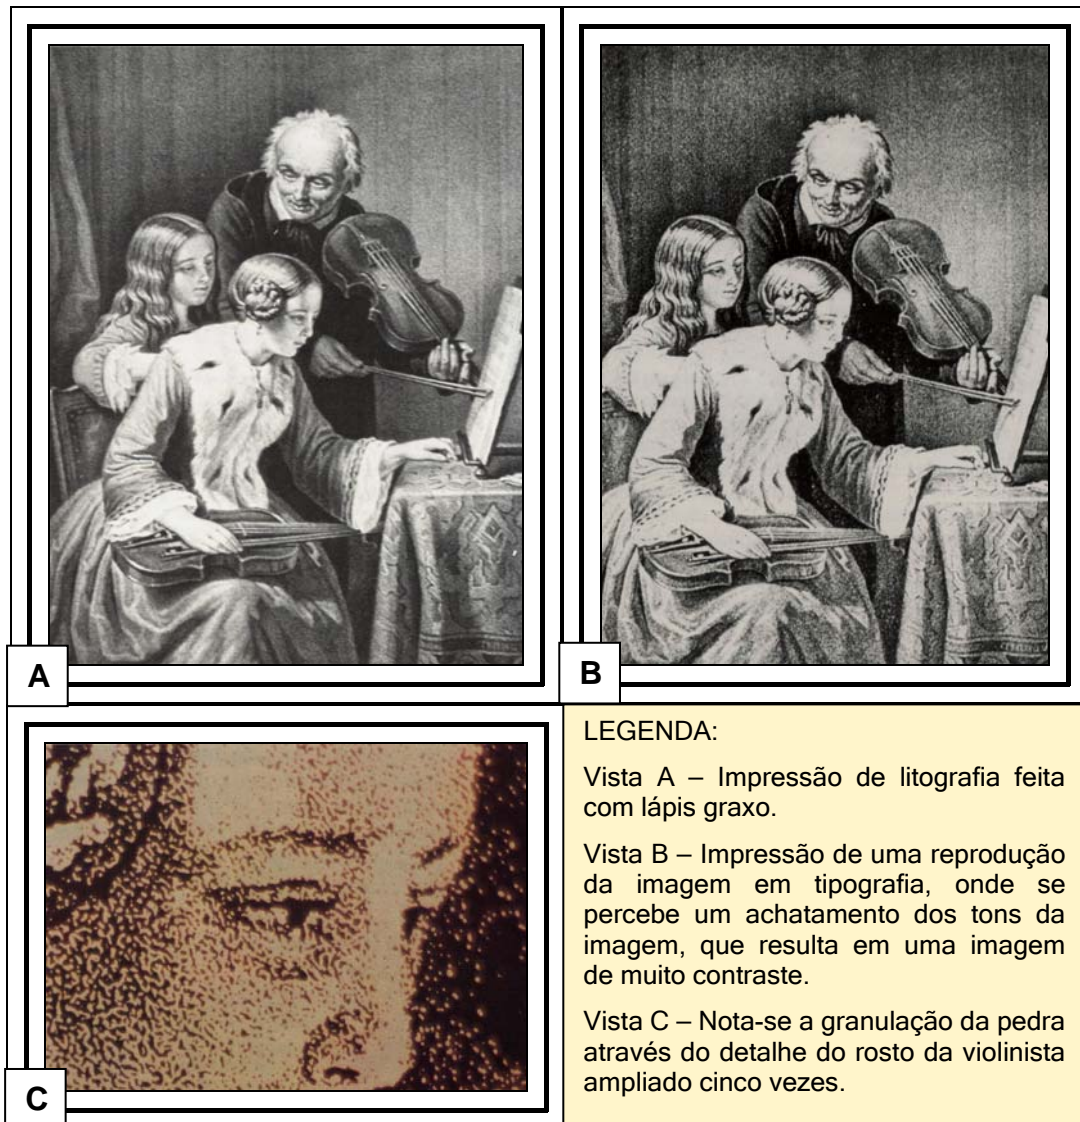 A
B
C
LEGENDA:
Vista A – Impressão de litografia feita
com lápis graxo.
Vista B – Impressão de uma reprodução
da imagem em tipografia, onde se
percebe um achatamento dos tons da
imagem, que resulta em uma imagem
de muito contraste.
Vista C – Nota-se a granulação da pedra
através do detalhe do rosto da violinista
ampliado cinco vezes.